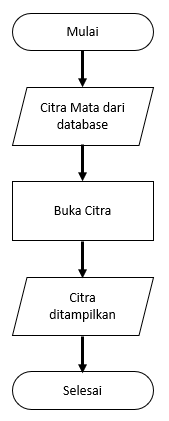 Mulai
Citra Mata dari
database
Buka Citra
Citra
ditampilkan
Selesai